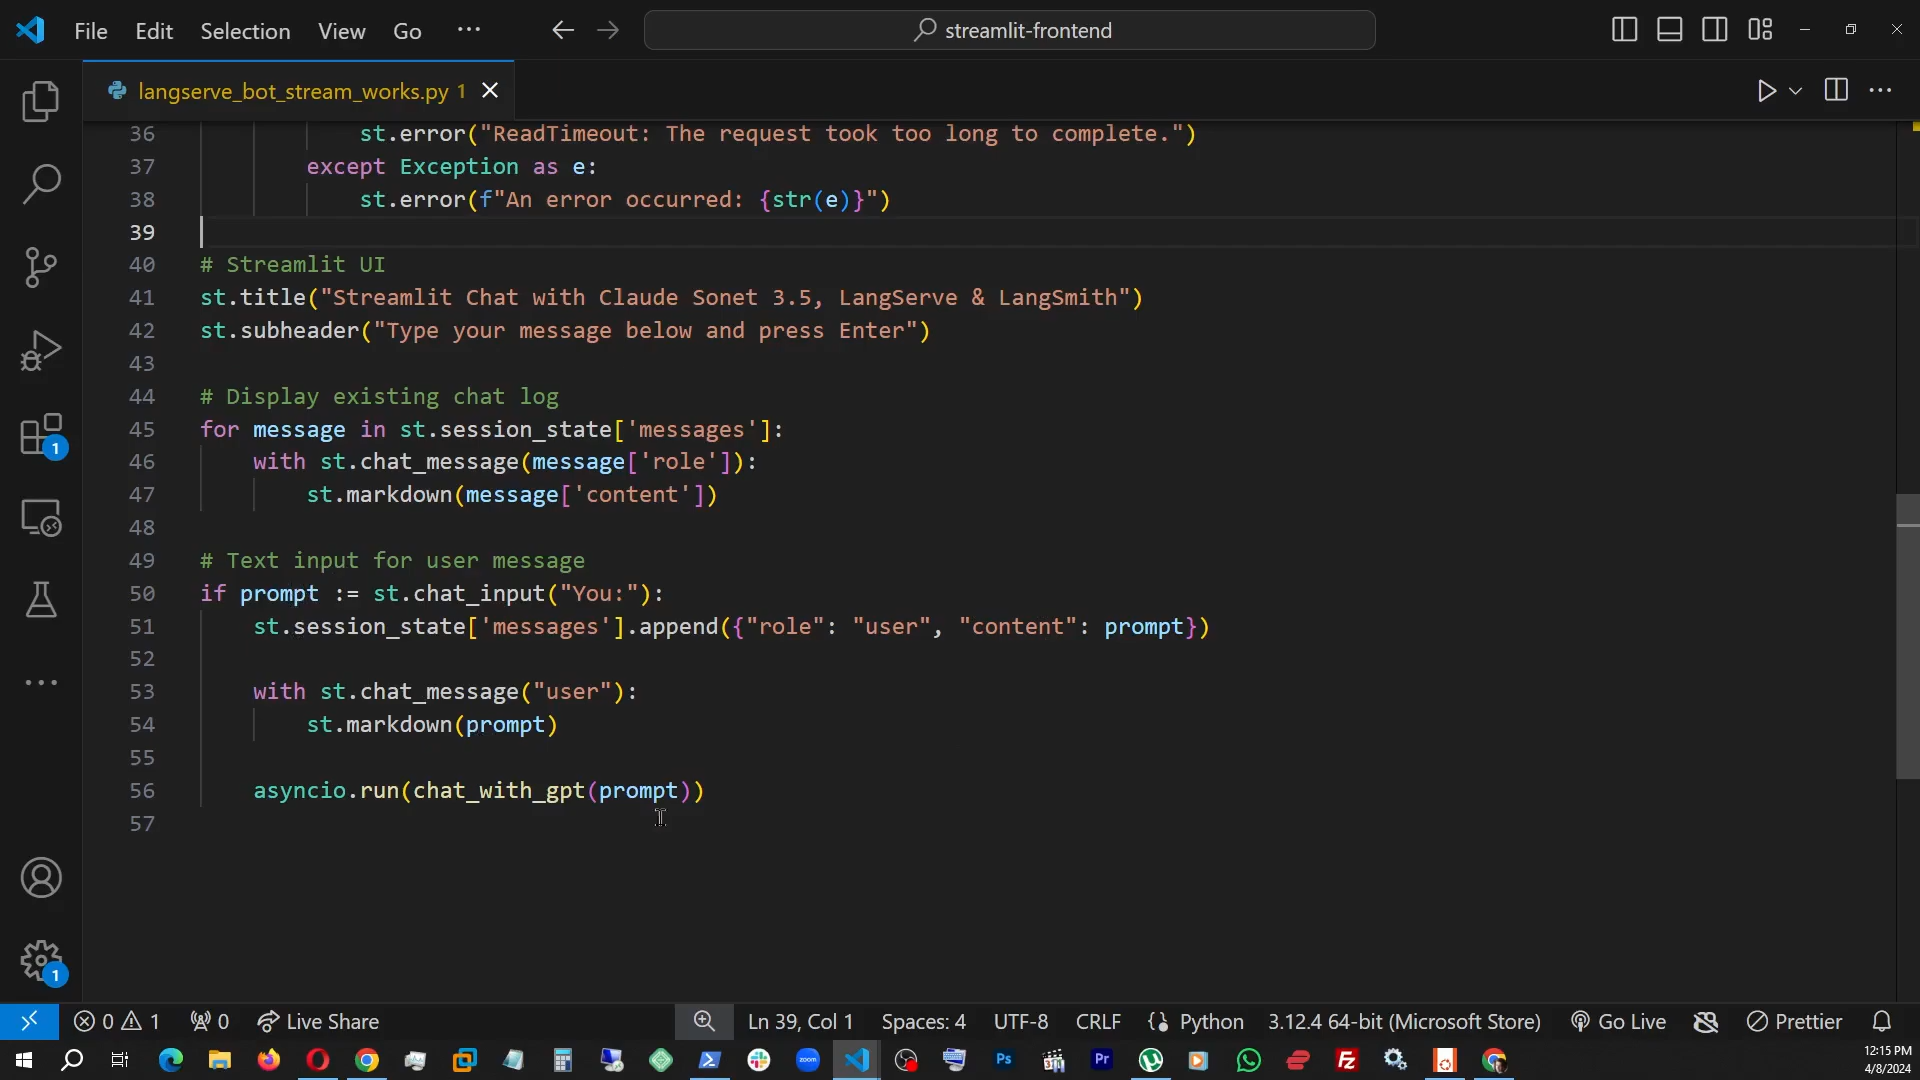 File Edit Selection View Go ··· streamlit-frontend
langserve_bot_stream_works.py 1
36 st.error("ReadTimeout: The request took too long to complete.")
37 except Exception as e:
38 st.error(f"An error occurred: {str(e)}")
39
40 # Streamlit UI
41 st.title("Streamlit Chat with Claude Sonet 3.5, LangServe & LangSmith")
42 st.subheader("Type your message below and press Enter")
43
44 # Display existing chat log
45 for message in st.session_state['messages']:
46 with st.chat_message(message['role']):
47 st.markdown(message['content'])
48
49 # Text input for user message
50 if prompt := st.chat_input("You:"):
51 st.session_state['messages'].append({"role": "user", "content": prompt})
52
53 with st.chat_message("user"):
54 st.markdown(prompt)
55
56 asyncio.run(chat_with_gpt(prompt))
57
1
1
0 1 0 Live Share Ln 39, Col 1 Spaces: 4 UTF-8 CRLF {} Python 3.12.4 64-bit (Microsoft Store) Go Live Prettier
zoom Ps Pr Fz
12:15 PM
4/8/2024